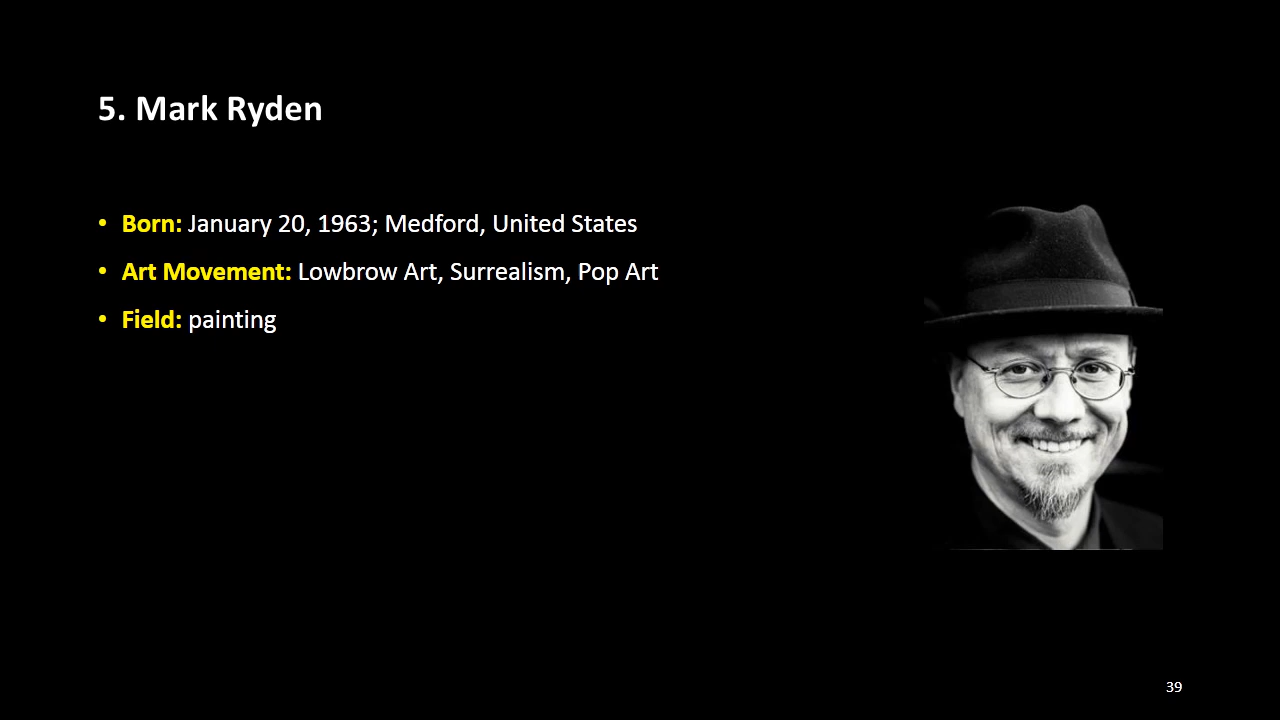 5. Mark Ryden
• Born: January 20, 1963; Medford, United States
• Art Movement: Lowbrow Art, Surrealism, Pop Art
• Field: painting
39